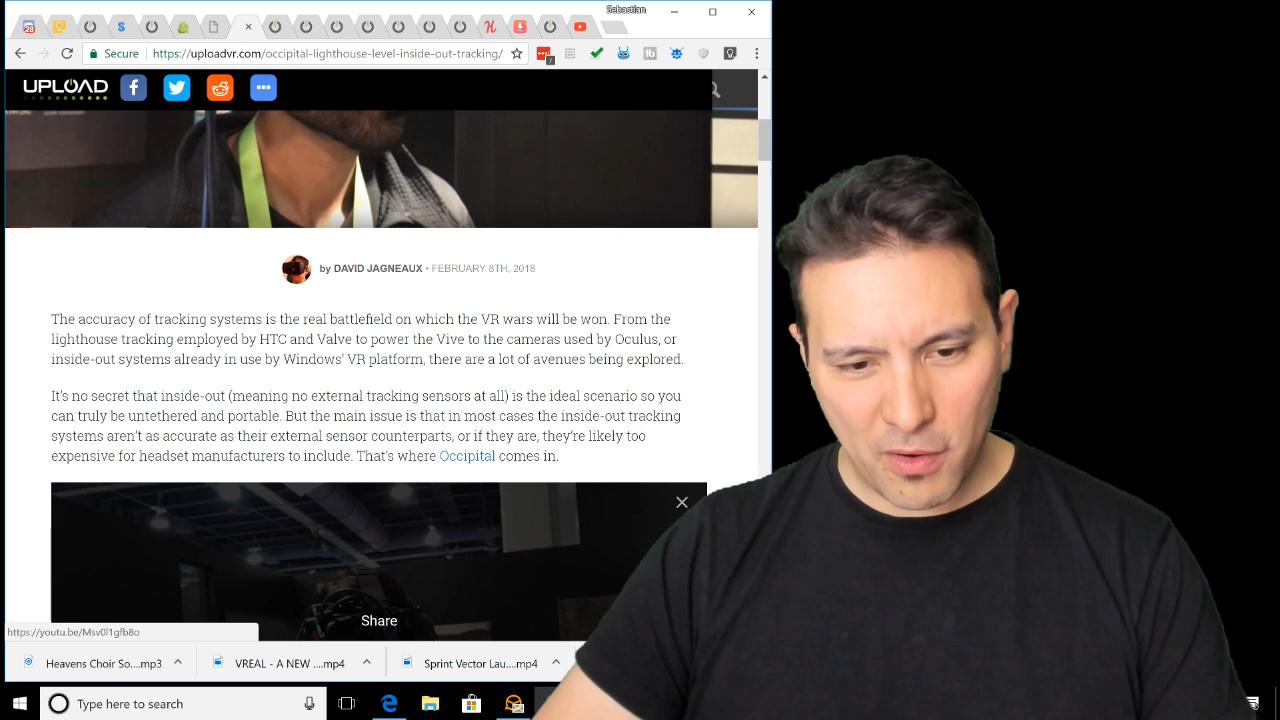 Sebastian
28
Secure
https://uploadvr.com/occipital-lighthouse-level-inside-out-tracking/
UPLOAD
by DAVID JAGNEAUX • FEBRUARY 8TH, 2018
The accuracy of tracking systems is the real battlefield on which the VR wars will be won. From the
lighthouse tracking employed by HTC and Valve to power the Vive to the cameras used by Oculus, or
inside-out systems already in use by Windows' VR platform, there are a lot of avenues being explored.
It's no secret that inside-out (meaning no external tracking sensors at all) is the ideal scenario so you
can truly be untethered and portable. But the main issue is that in most cases the inside-out tracking
systems aren't as accurate as their external sensor counterparts, or if they are, they're likely too
expensive for headset manufacturers to include. That's where Occipital comes in.
Share
https://youtu.be/Msv0l1gfb8o
Heavens Choir So....mp3
VREAL - A NEW ....mp4
Sprint Vector Lau....mp4
Type here to search